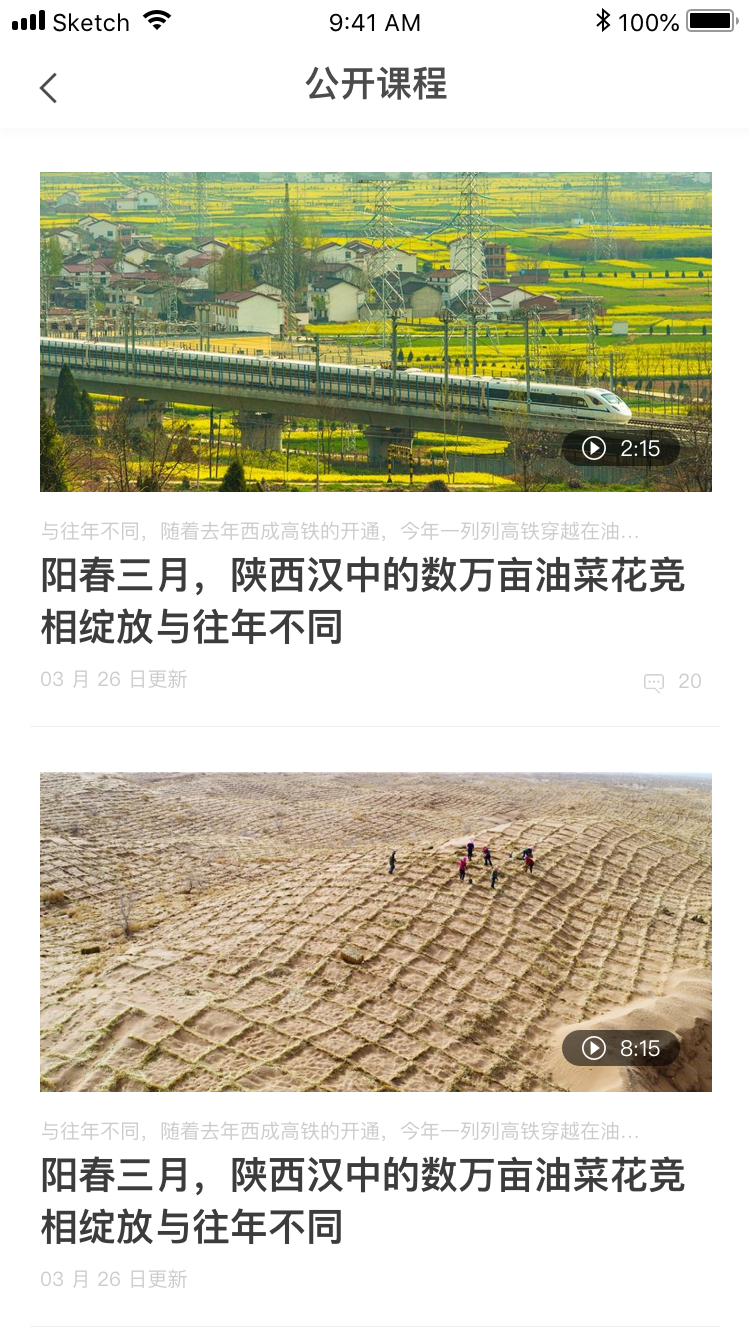 Sketch 9:41 AM 100%
公开课程
2:15
与往年不同，随着去年西成高铁的开通，今年一列列高铁穿越在油...
阳春三月，陕西汉中的数万亩油菜花竞
相绽放与往年不同
03 月 26 日更新 20
8:15
与往年不同，随着去年西成高铁的开通，今年一列列高铁穿越在油...
阳春三月，陕西汉中的数万亩油菜花竞
相绽放与往年不同
03 月 26 日更新